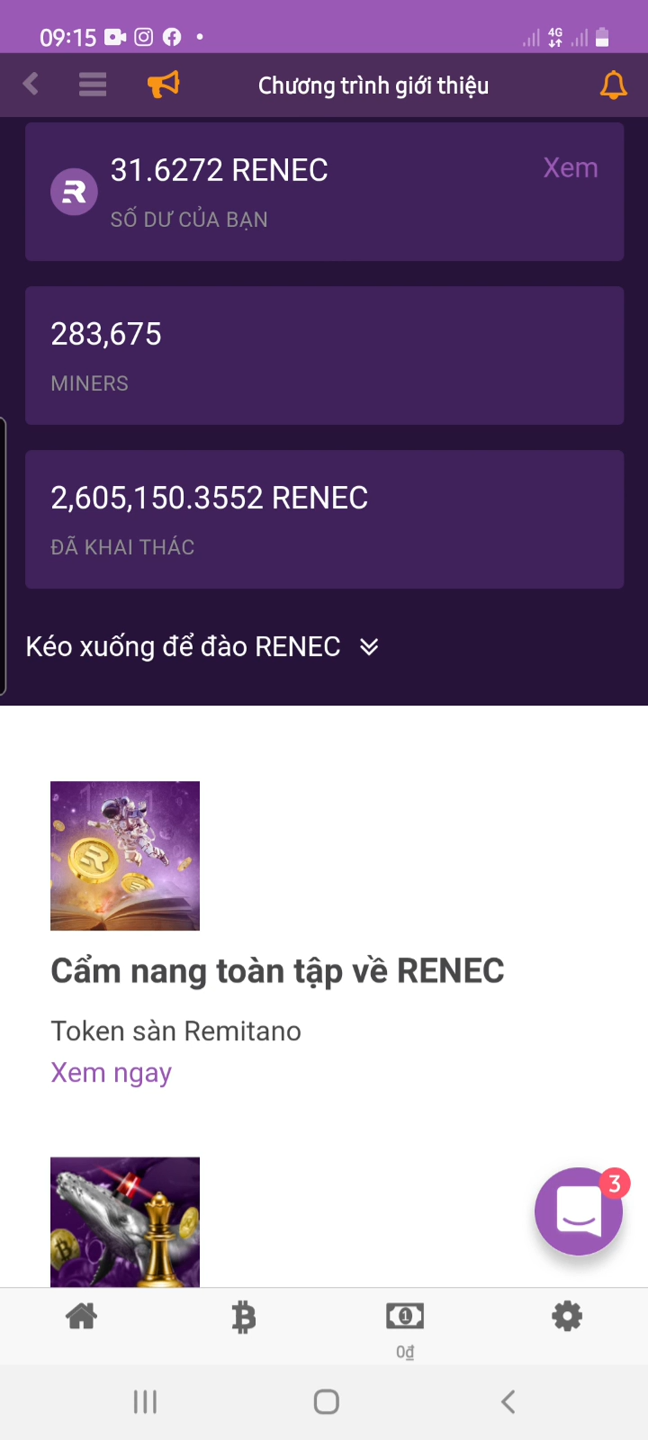 09:15
4G
Chương trình giới thiệu
31.6272 RENEC
Xem
SỐ DƯ CỦA BẠN
283,675
MINERS
2,605,150.3552 RENEC
ĐÃ KHAI THÁC
Kéo xuống để đào RENEC
Cẩm nang toàn tập về RENEC
Token sàn Remitano
Xem ngay
3
0₫